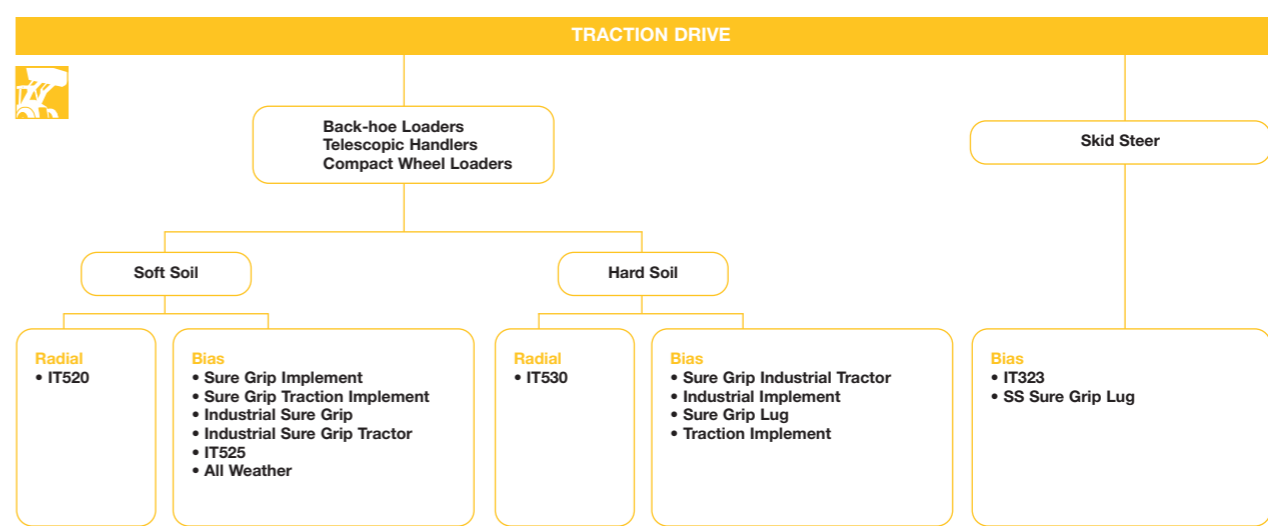 TRACTION DRIVE
Back-hoe Loaders
Telescopic Handlers
Compact Wheel Loaders
Skid Steer
Soft Soil
Hard Soil
Radial
• IT520
Bias
• Sure Grip Implement
• Sure Grip Traction Implement
• Industrial Sure Grip
• Industrial Sure Grip Tractor
• IT525
• All Weather
Radial
• IT530
Bias
• Sure Grip Industrial Tractor
• Industrial Implement
• Sure Grip Lug
• Traction Implement
Bias
• IT323
• SS Sure Grip Lug